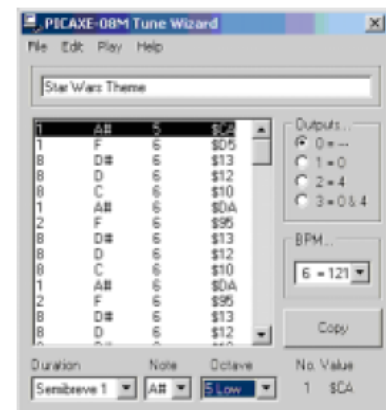 PICAXE-08M Tune Wizard
File Edit Play Help
Star Wars Theme
1 A# 5 $CA
1 F 6 $D5
8 D# 6 $13
8 D 6 $12
8 C 6 $10
1 A# 6 $DA
2 F 6 $95
8 D# 6 $13
8 D 6 $12
8 C 6 $10
1 A# 6 $DA
2 F 6 $95
8 D# 6 $13
8 D 6 $12
Outputs...
0 = --
1 = 0
2 = 4
3 = 0 & 4
BPM...
6 = 121
Copy
Duration Note Octave No. Value
Semibreve 1 A# 5 Low 1 $CA